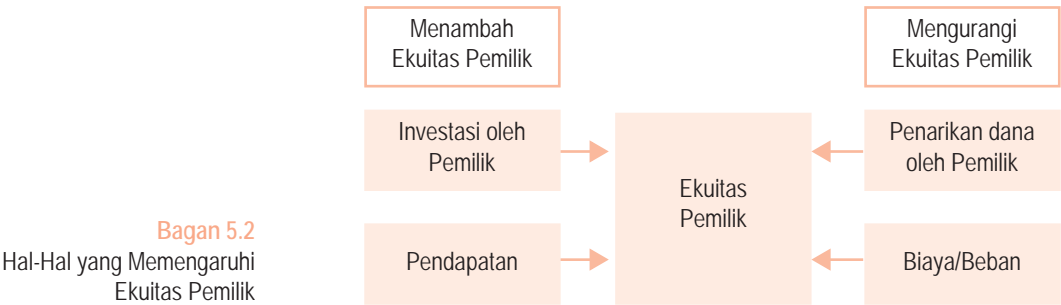 Menambah
Ekuitas Pemilik
Mengurangi
Ekuitas Pemilik
Investasi oleh
Pemilik
Penarikan dana
oleh Pemilik
Ekuitas
Pemilik
Pendapatan
Biaya/Beban
Bagan 5.2
Hal-Hal yang Memengaruhi
Ekuitas Pemilik